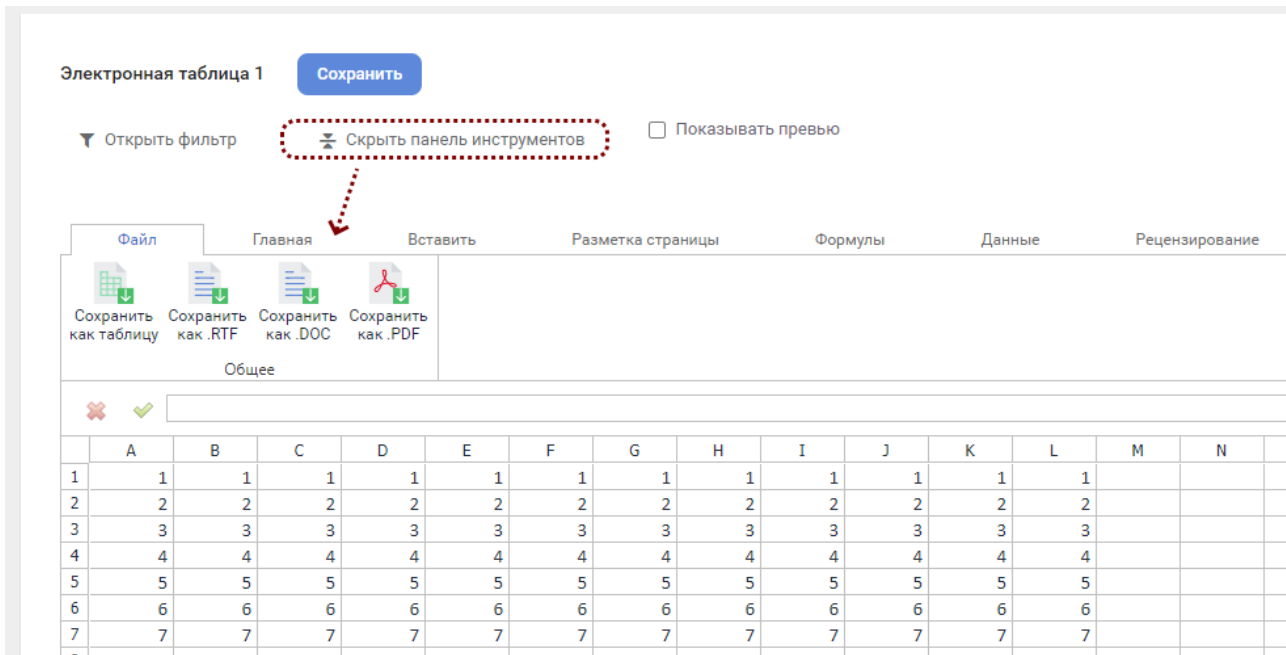 Электронная таблица 1 Сохранить
Открыть фильтр Скрыть панель инструментов Показывать превью
Файл Главная Вставить Разметка страницы Формулы Данные Рецензирование
Сохранить Сохранить Сохранить Сохранить
как таблицу как .RTF как .DOC как .PDF
Общее
A B C D E F G H I J K L M N
1 1 1 1 1 1 1 1 1 1 1 1 1
2 2 2 2 2 2 2 2 2 2 2 2 2
3 3 3 3 3 3 3 3 3 3 3 3 3
4 4 4 4 4 4 4 4 4 4 4 4 4
5 5 5 5 5 5 5 5 5 5 5 5 5
6 6 6 6 6 6 6 6 6 6 6 6 6
7 7 7 7 7 7 7 7 7 7 7 7 7